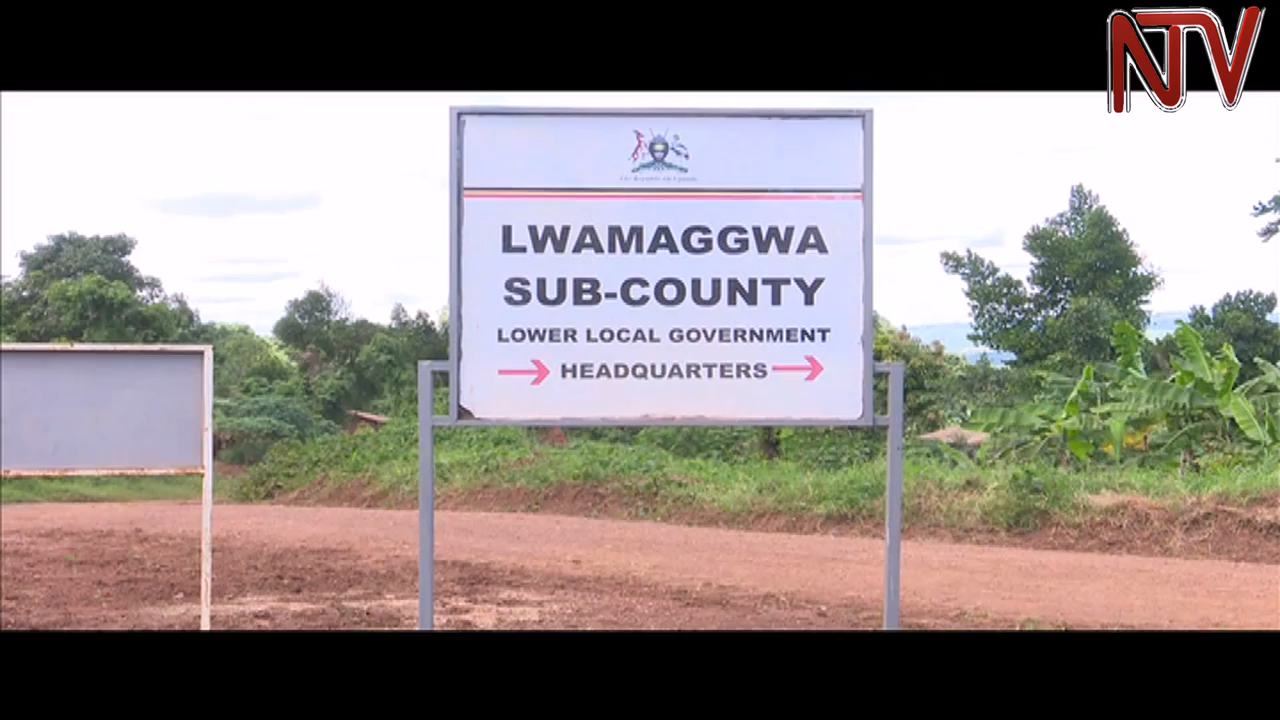 NTV
LWAMAGGWA
SUB-COUNTY
LOWER LOCAL GOVERNMENT
HEADQUARTERS